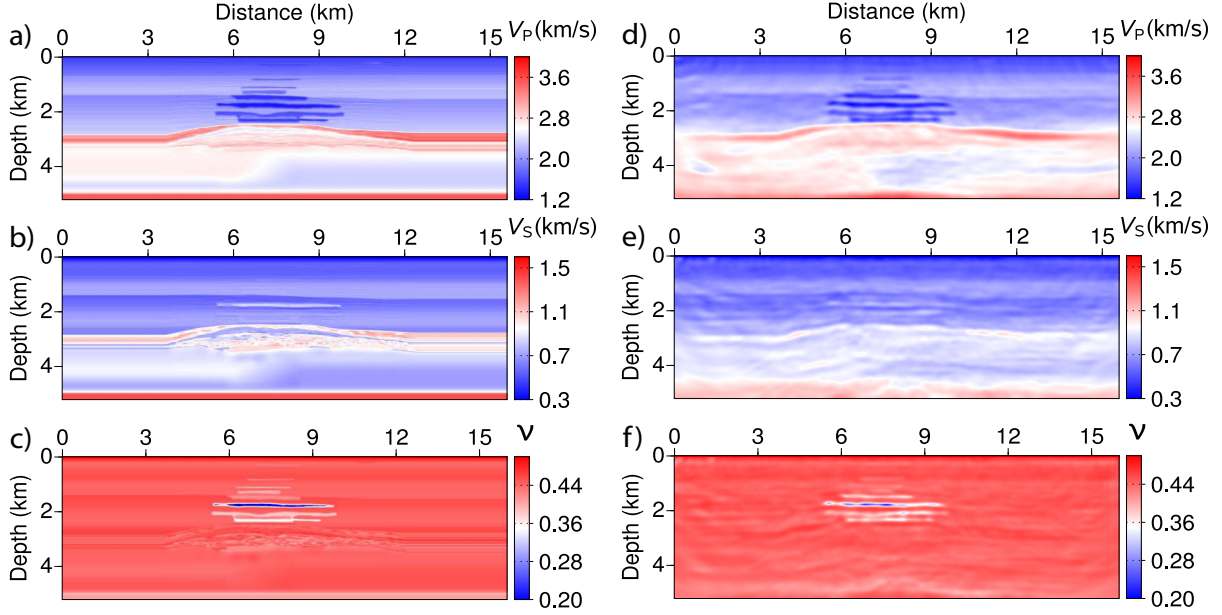 Distance (km)
a)
0 3 6 9 12 15
V_P(km/s)
Depth (km)
0
2
4
3.6
2.8
2.0
1.2
b)
0 3 6 9 12 15
V_S(km/s)
Depth (km)
0
2
4
1.5
1.1
0.7
0.3
c)
0 3 6 9 12 15
ν
Depth (km)
0
2
4
0.44
0.36
0.28
0.20
Distance (km)
d)
0 3 6 9 12 15
V_P(km/s)
Depth (km)
0
2
4
3.6
2.8
2.0
1.2
e)
0 3 6 9 12 15
V_S(km/s)
Depth (km)
0
2
4
1.5
1.1
0.7
0.3
f)
0 3 6 9 12 15
ν
Depth (km)
0
2
4
0.44
0.36
0.28
0.20